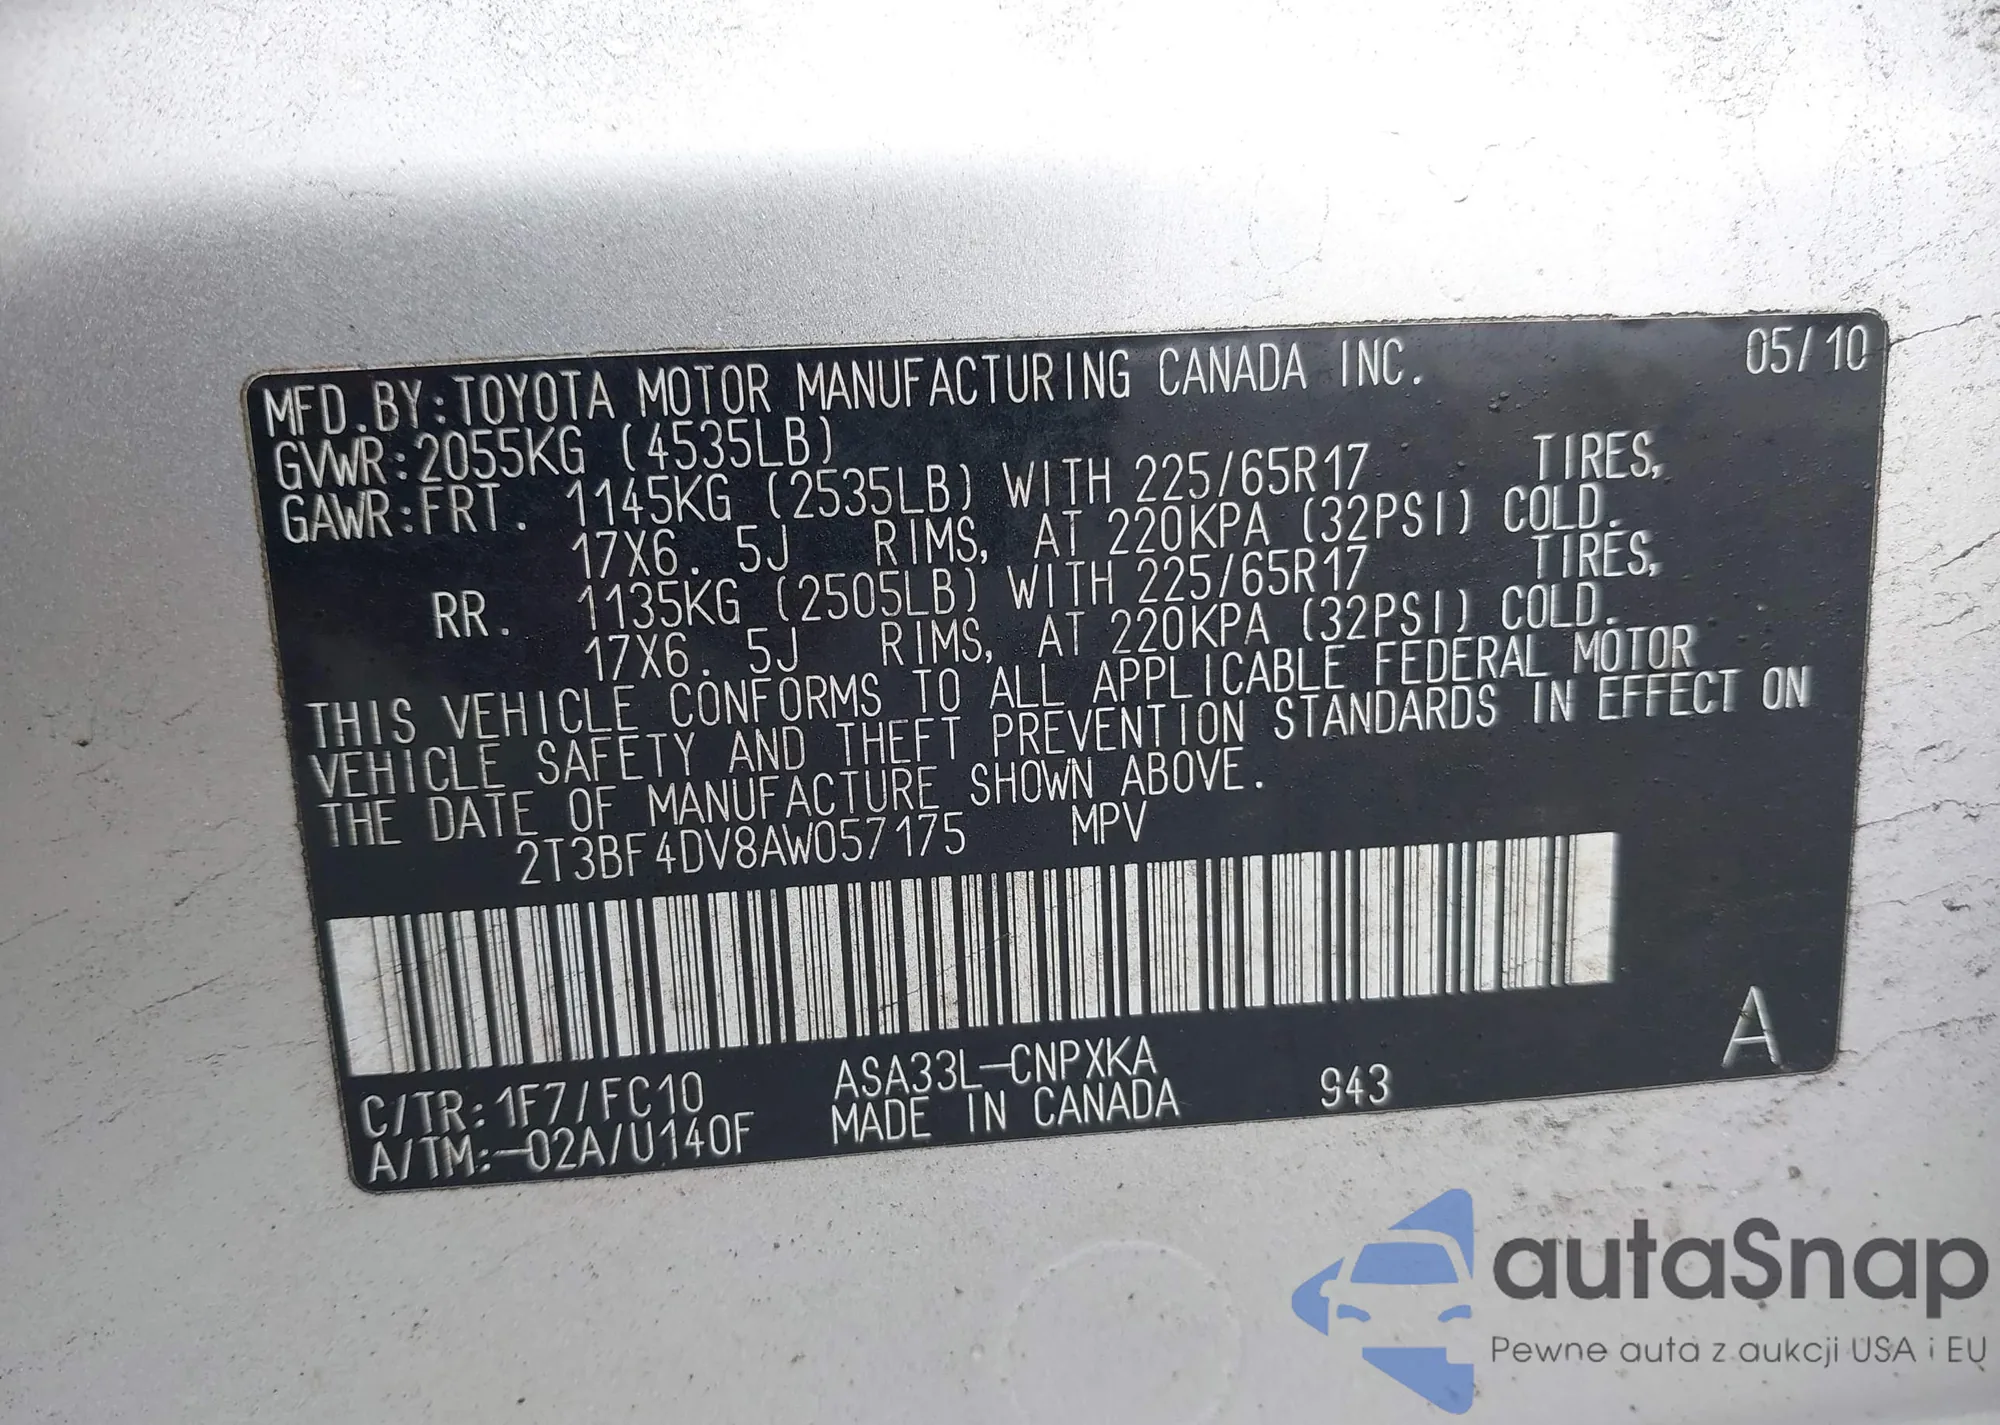 MFD.BY:TOYOTA MOTOR MANUFACTURING CANADA INC. 05/10
GVWR:2055KG (4535LB)
GAWR:FRT. 1145KG (2535LB) WITH 225/65R17 TIRES,
17X6.5J RIMS, AT 220KPA (32PSI) COLD.
RR. 1135KG (2505LB) WITH 225/65R17 TIRES,
17X6.5J RIMS, AT 220KPA (32PSI) COLD.
THIS VEHICLE CONFORMS TO ALL APPLICABLE FEDERAL MOTOR
VEHICLE SAFETY AND THEFT PREVENTION STANDARDS IN EFFECT ON
THE DATE OF MANUFACTURE SHOWN ABOVE.
2T3BF4DV8AW057175 MPV
A
C/TR:1F7/FC10 ASA33L-CNPXKA 943
A/TM:-02A/U140F MADE IN CANADA
autaSnap
Pewne auta z aukcji USA i EU